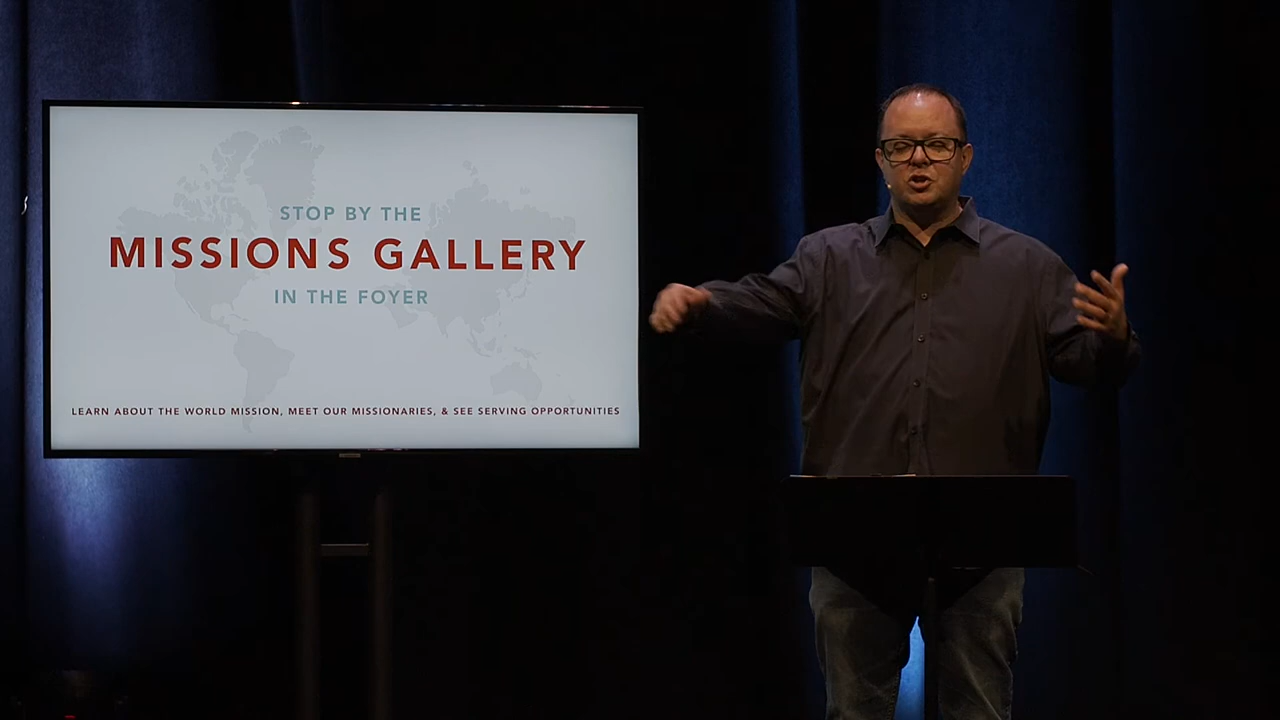 STOP BY THE
MISSIONS GALLERY
IN THE FOYER
LEARN ABOUT THE WORLD MISSION, MEET OUR MISSIONARIES, & SEE SERVING OPPORTUNITIES